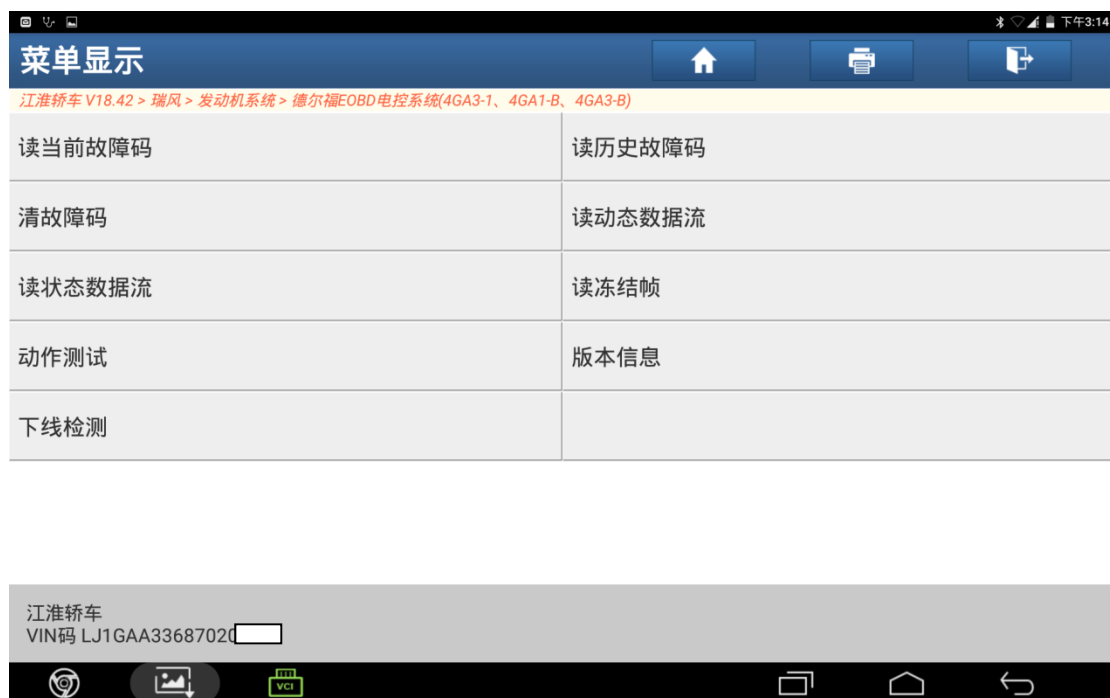 下午3:14
菜单显示
江淮轿车 V18.42 > 瑞风 > 发动机系统 > 德尔福EOBD电控系统(4GA3-1、4GA1-B、4GA3-B)
读当前故障码
读历史故障码
清故障码
读动态数据流
读状态数据流
读冻结帧
动作测试
版本信息
下线检测
江淮轿车
VIN码 LJ1GAA33687020
VCI